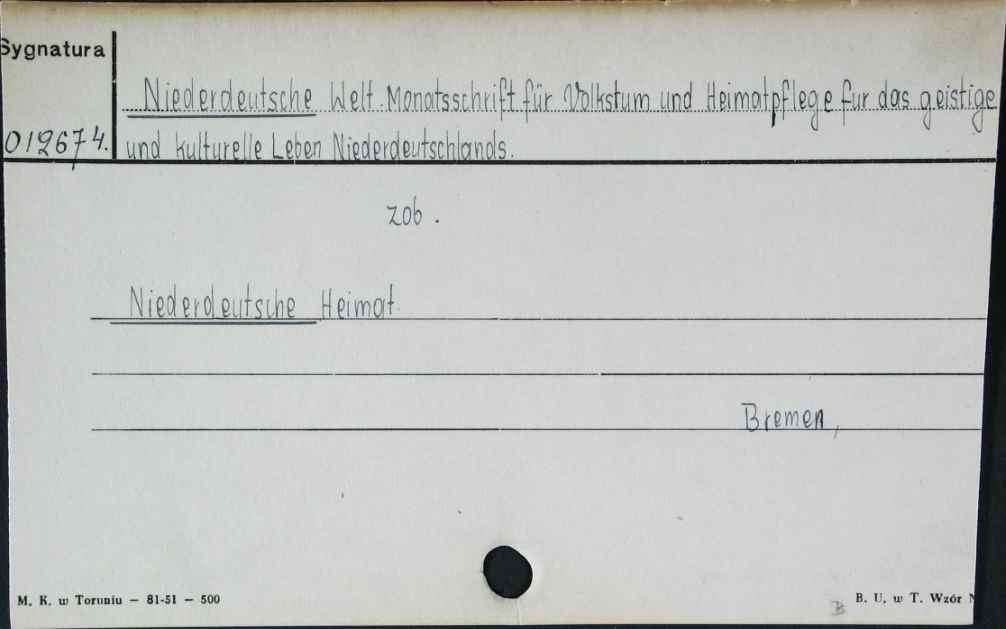 Sygnatura
Niederdeutsche Welt. Monatsschrift für Volkstum und Heimatpflege fur das geistige
012674. und kulturelle Leben Niederdeutschlands.
zob.
Niederdeutsche Heimat.
Bremen,
M. K. w Toruniu — 81-51 — 500
B B. U. w T. Wzór N